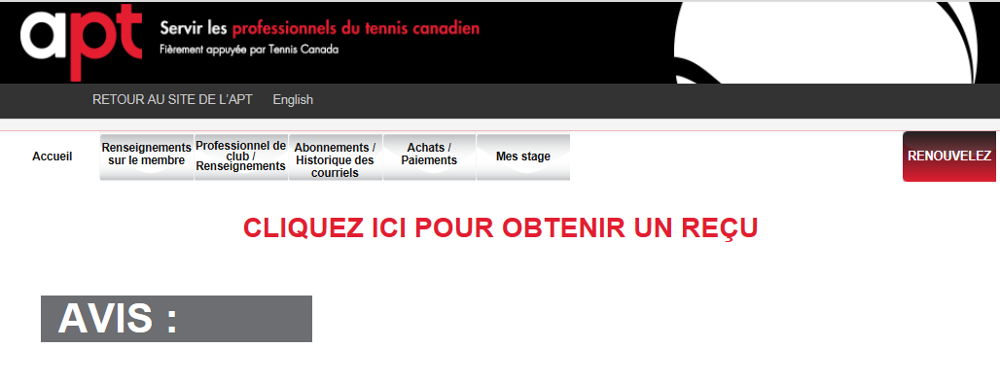 apt
Servir les professionnels du tennis canadien
Fièrement appuyée par Tennis Canada
RETOUR AU SITE DE L'APT English
Accueil
Renseignements
sur le membre
Professionnel de
club /
Renseignements
Abonnements /
Historique des
courriels
Achats /
Paiements
Mes stage
RENOUVELEZ
CLIQUEZ ICI POUR OBTENIR UN REÇU
AVIS :